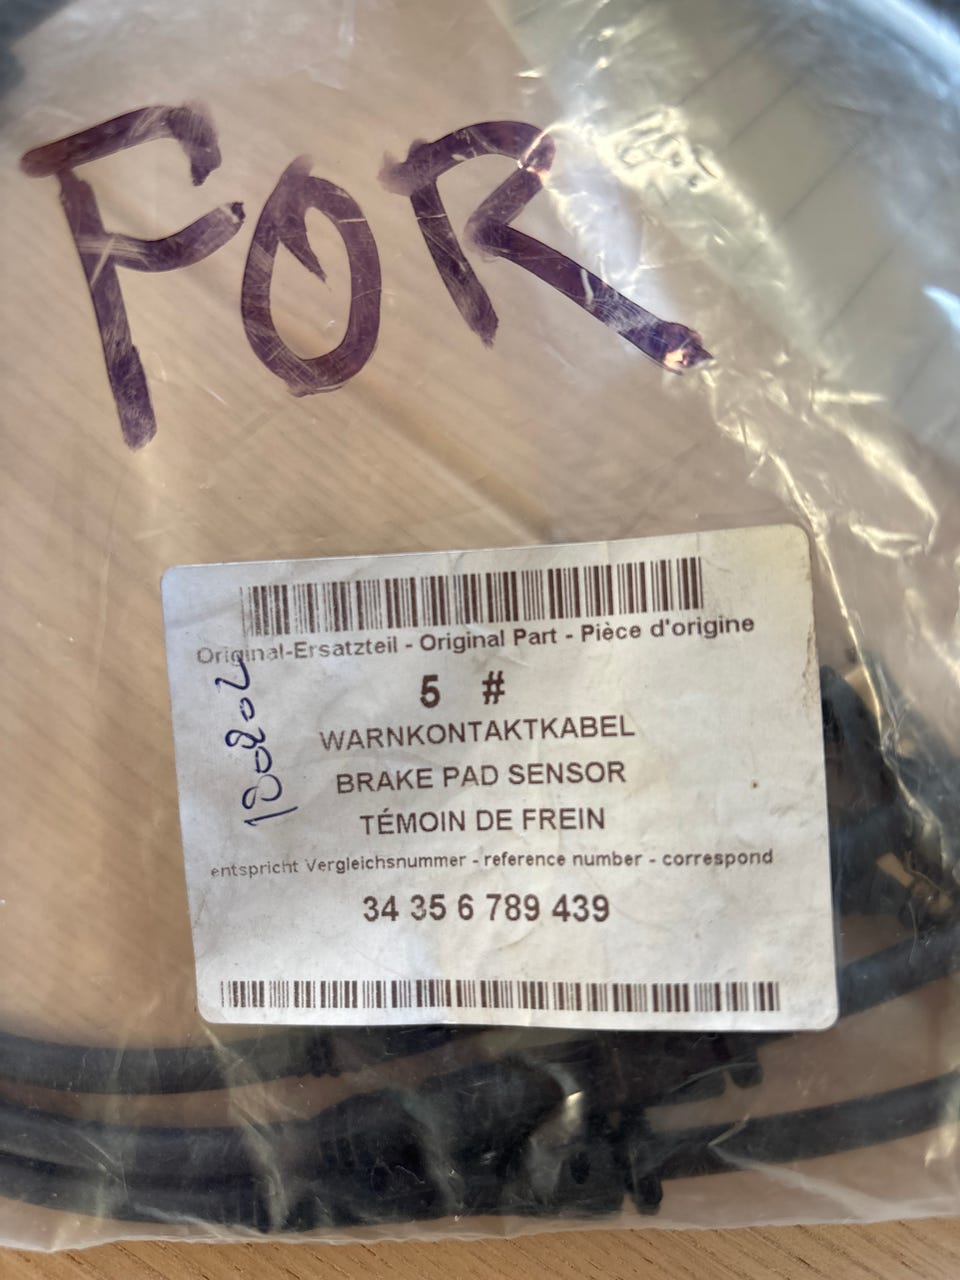 FOR
Original-Ersatzteil - Original Part - Pièce d'origine
5 #
WARNKONTAKTKABEL
BRAKE PAD SENSOR
TÉMOIN DE FREIN
entspricht Vergleichsnummer - reference number - correspond
34 35 6 789 439